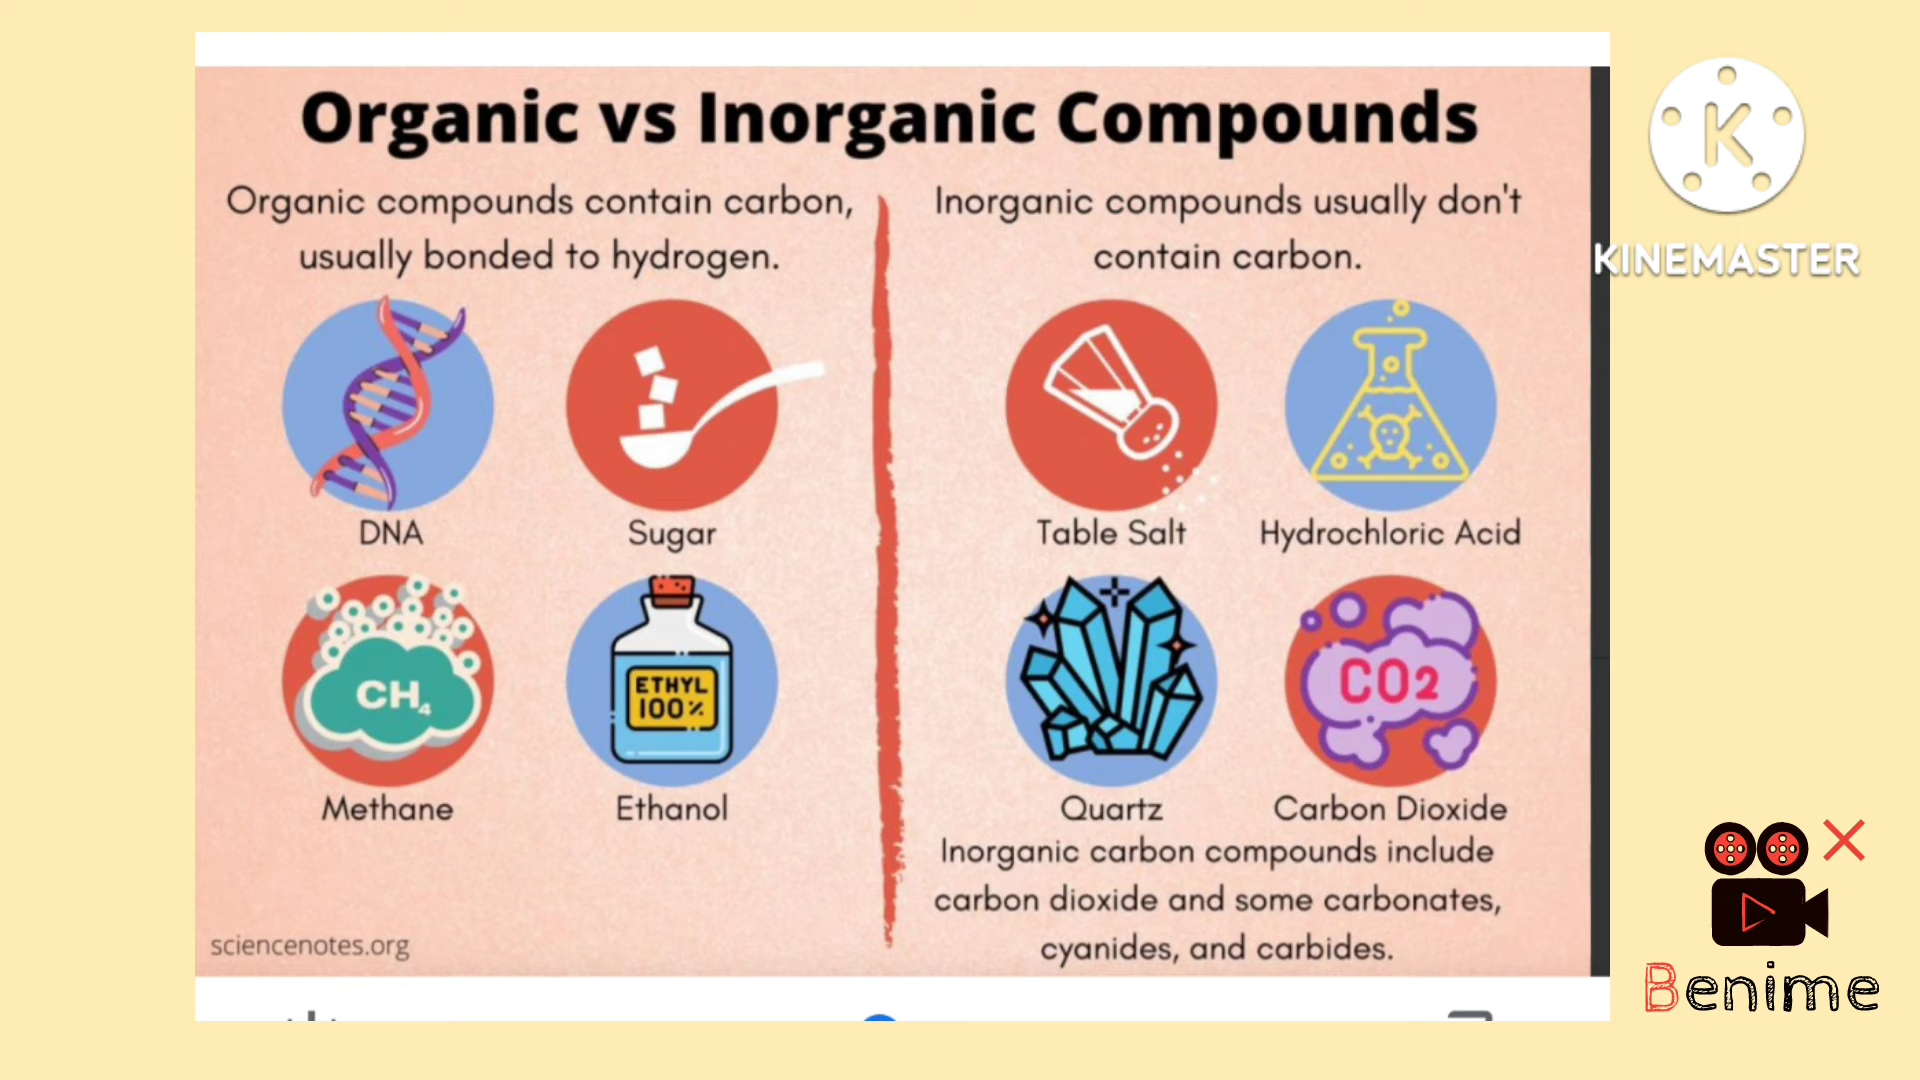 Organic vs Inorganic Compounds
Organic compounds contain carbon,
usually bonded to hydrogen.
DNA
Sugar
CH4
ETHYL
100%
Methane
Ethanol
sciencenotes.org
Inorganic compounds usually don't
contain carbon.
Table Salt
Hydrochloric Acid
CO2
Quartz
Carbon Dioxide
Inorganic carbon compounds include
carbon dioxide and some carbonates,
cyanides, and carbides.
K
KINEMASTER
Benime